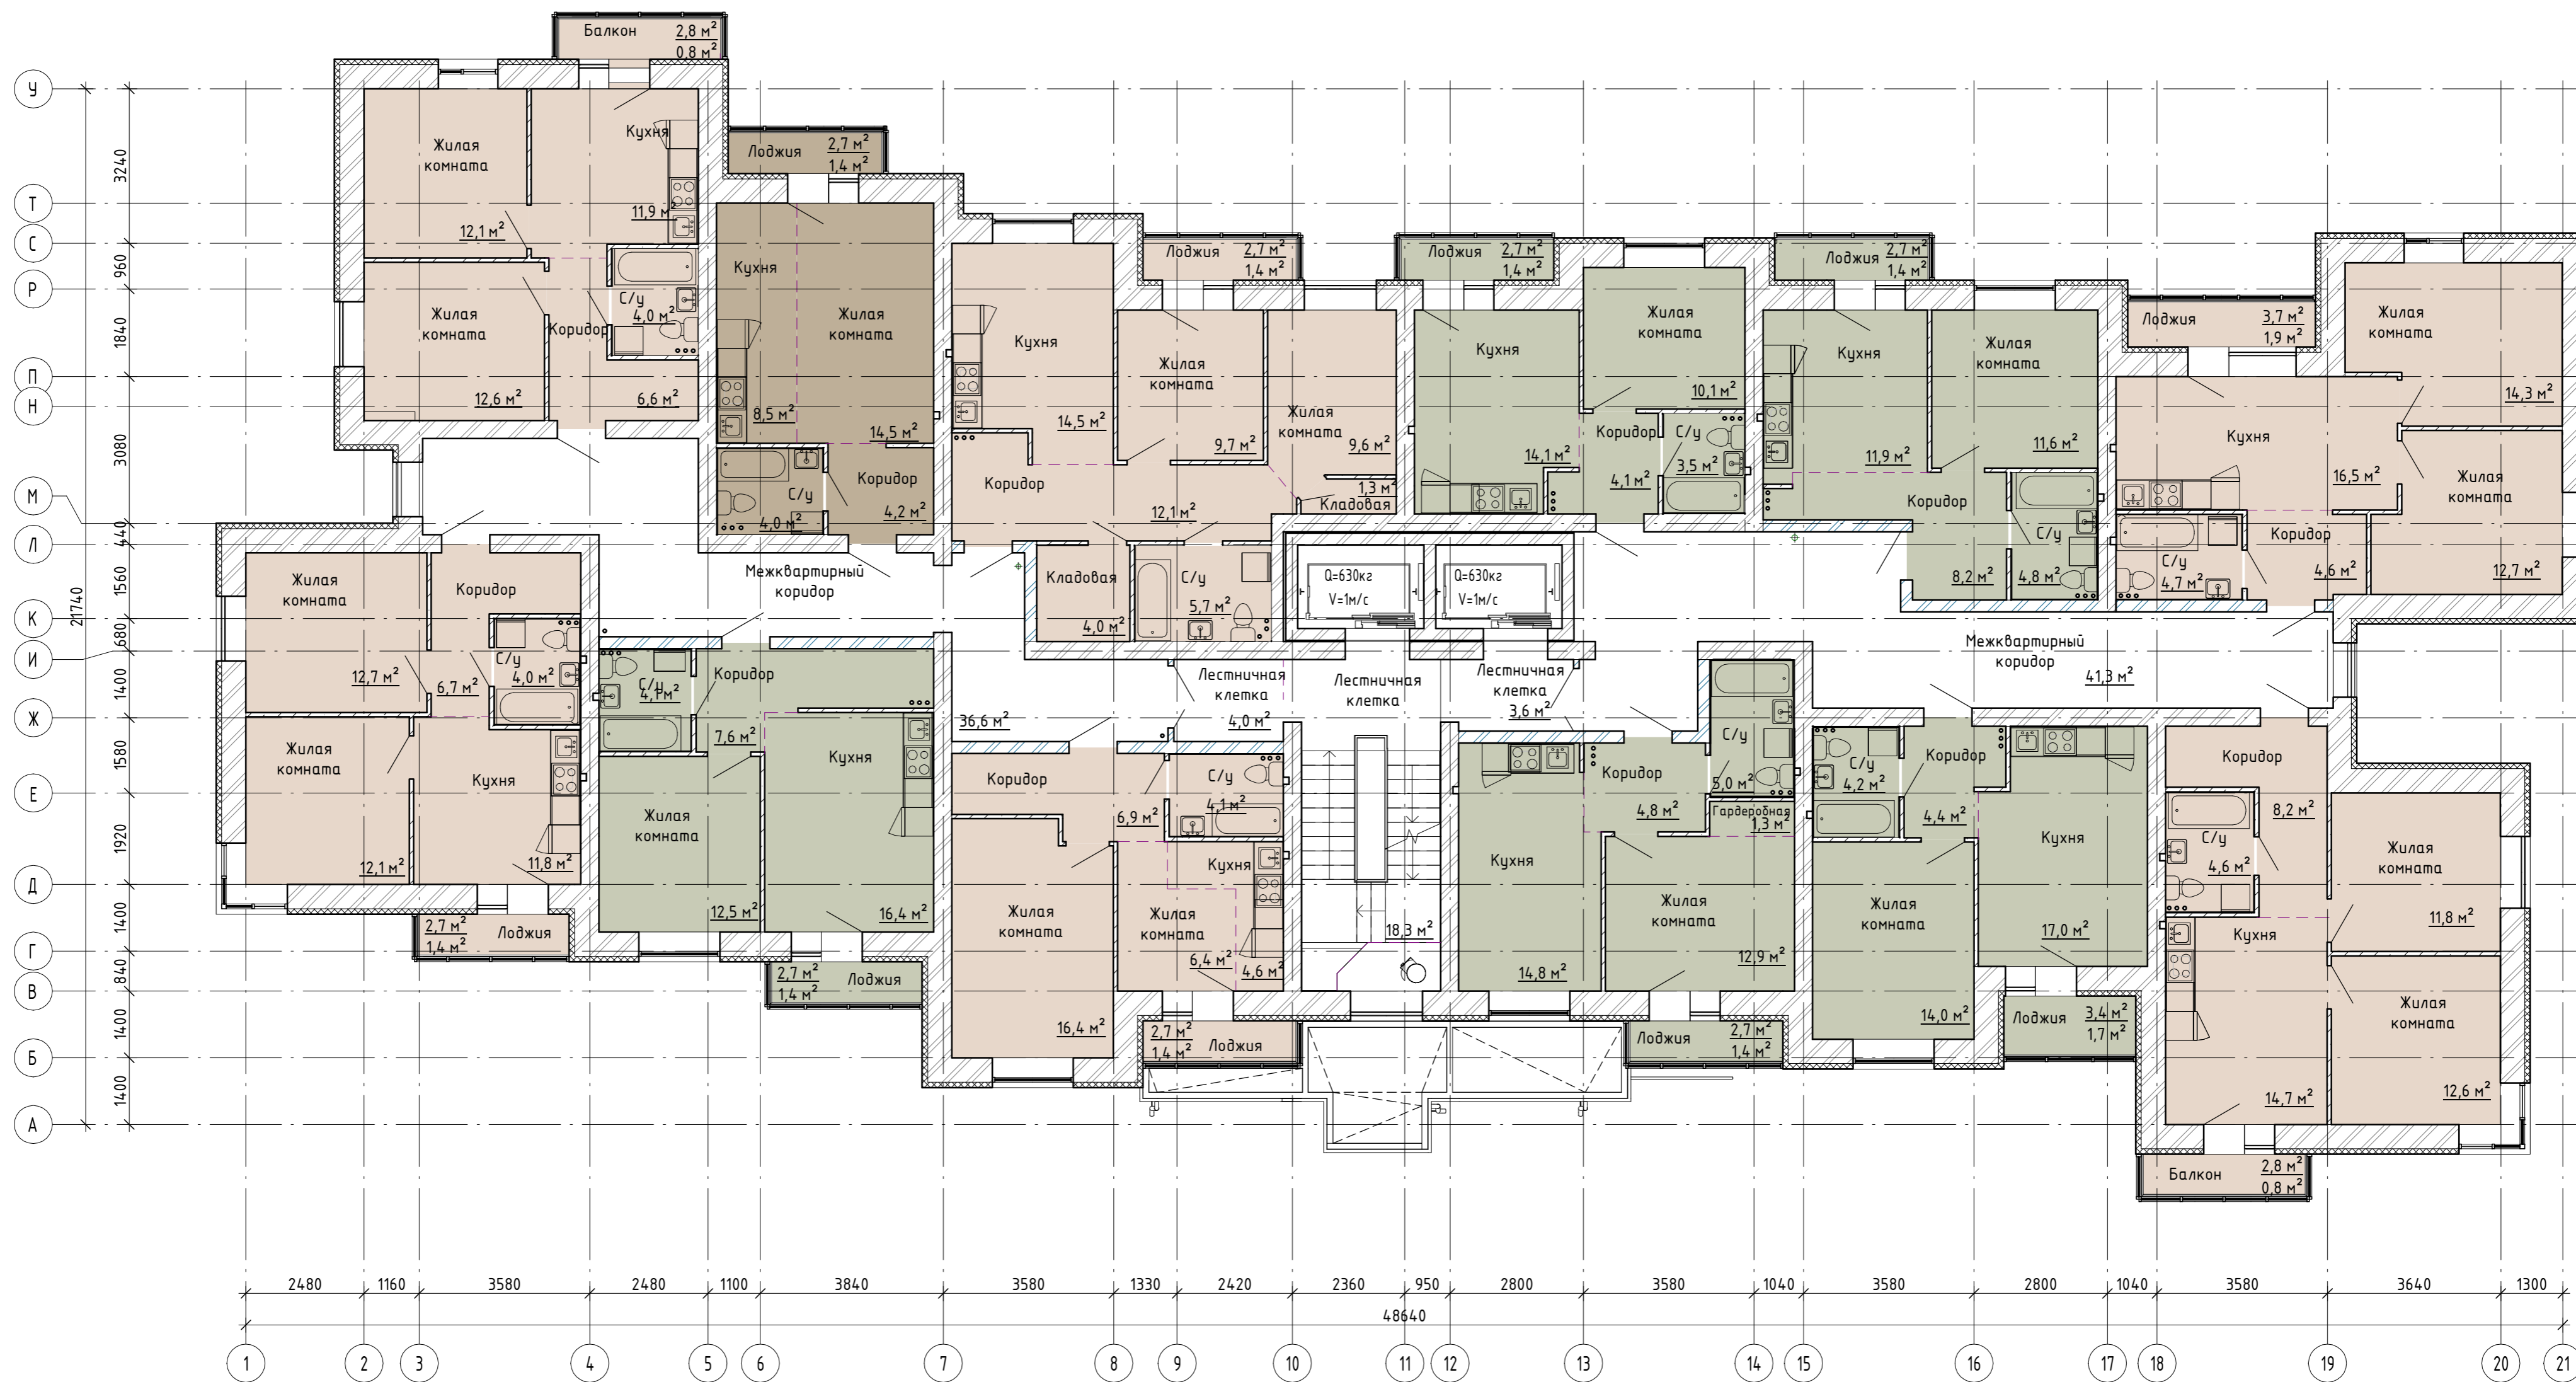 Балкон
2,8 м²
0,8 м²
У
Кухня
Жилая
комната
Лоджия
2,7 м²
1,4 м²
3240
Т
11,9 м²
12,1 м²
С
Лоджия
2,7 м²
1,4 м²
Лоджия
2,7 м²
1,4 м²
Лоджия
2,7 м²
1,4 м²
960
Кухня
Р
С/у
4,0 м²
Жилая
комната
Коридор
Жилая
комната
Кухня
Жилая
комната
Лоджия
3,7 м²
1,9 м²
Жилая
комната
1840
Кухня
Кухня
Жилая
комната
Жилая
комната
П
12,6 м²
6,6 м²
10,1 м²
14,3 м²
Н
8,5 м²
14,5 м²
14,5 м²
Жилая
комната
9,7 м²
9,6 м²
Коридор
С/у
3,5 м²
Кухня
11,6 м²
3080
14,1 м²
11,9 м²
16,5 м²
Коридор
С/у
4,0 м²
4,2 м²
Коридор
12,1 м²
1,3 м²
Кладовая
4,1 м²
Коридор
Жилая
комната
М
440
Л
С/у
4,8 м²
8,2 м²
С/у
4,7 м²
Коридор
4,6 м²
12,7 м²
1560
Жилая
комната
Коридор
Межквартирный
коридор
Кладовая
4,0 м²
С/у
5,7 м²
Q=630кг
V=1м/с
Q=630кг
V=1м/с
21740
К
680
И
С/у
4,0 м²
12,7 м²
6,7 м²
С/у
4,1 м²
Коридор
Лестничная
клетка
4,0 м²
Лестничная
клетка
Лестничная
клетка
3,6 м²
Межквартирный
коридор
41,3 м²
1400
Ж
36,6 м²
7,6 м²
С/у
5,0 м²
1580
Жилая
комната
Кухня
Кухня
Коридор
С/у
4,1 м²
Коридор
4,8 м²
С/у
4,2 м²
Коридор
4,4 м²
Коридор
Е
6,9 м²
Гардеробная
1,3 м²
8,2 м²
1920
Жилая
комната
12,1 м²
11,8 м²
Кухня
Кухня
Кухня
С/у
4,6 м²
Жилая
комната
Д
1400
2,7 м²
1,4 м²
Лоджия
12,5 м²
16,4 м²
Жилая
комната
Жилая
комната
6,4 м²
4,6 м²
18,3 м²
Жилая
комната
12,9 м²
14,8 м²
Жилая
комната
17,0 м²
Кухня
11,8 м²
Г
840
2,7 м²
1,4 м²
Лоджия
В
1400
16,4 м²
2,7 м²
1,4 м²
Лоджия
Лоджия
2,7 м²
1,4 м²
14,0 м²
Лоджия
3,4 м²
1,7 м²
Жилая
комната
Б
1400
14,7 м²
12,6 м²
А
Балкон
2,8 м²
0,8 м²
2480 1160 3580 2480 1100 3840 3580 1330 2420 2360 950 2800 3580 1040 3580 2800 1040 3580 3640 1300
48640
1 2 3 4 5 6 7 8 9 10 11 12 13 14 15 16 17 18 19 20 21